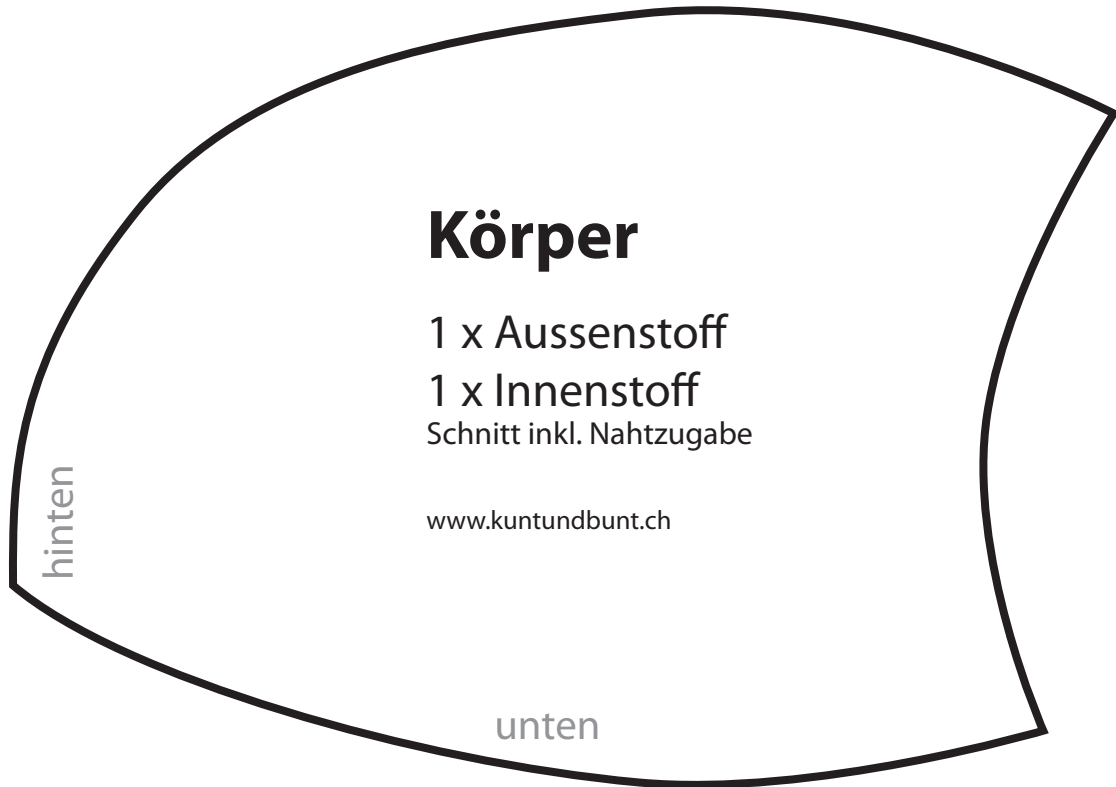 Körper
1 x Aussenstoff
1 x Innenstoff
Schnitt inkl. Nahtzugabe
hinten
www.kuntundbunt.ch
unten